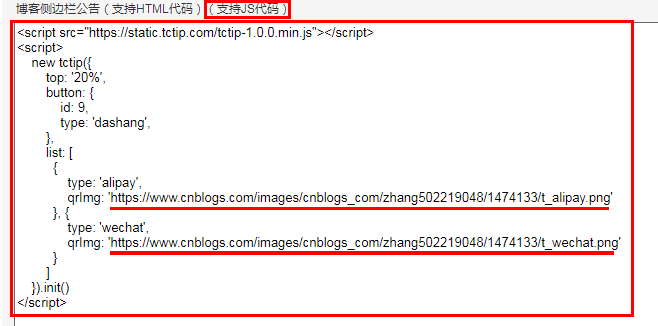 博客侧边栏公告（支持HTML代码）（支持JS代码）
<script src="https://static.tctip.com/tctip-1.0.0.min.js"></script>
<script>
    new tctip({
        top: '20%',
        button: {
            id: 9,
            type: 'dashang',
        },
        list: [
          {
              type: 'alipay',
              qrImg: 'https://www.cnblogs.com/images/cnblogs_com/zhang502219048/1474133/t_alipay.png'
          }, {
              type: 'wechat',
              qrImg: 'https://www.cnblogs.com/images/cnblogs_com/zhang502219048/1474133/t_wechat.png'
          }
        ]
    }).init()
</script>